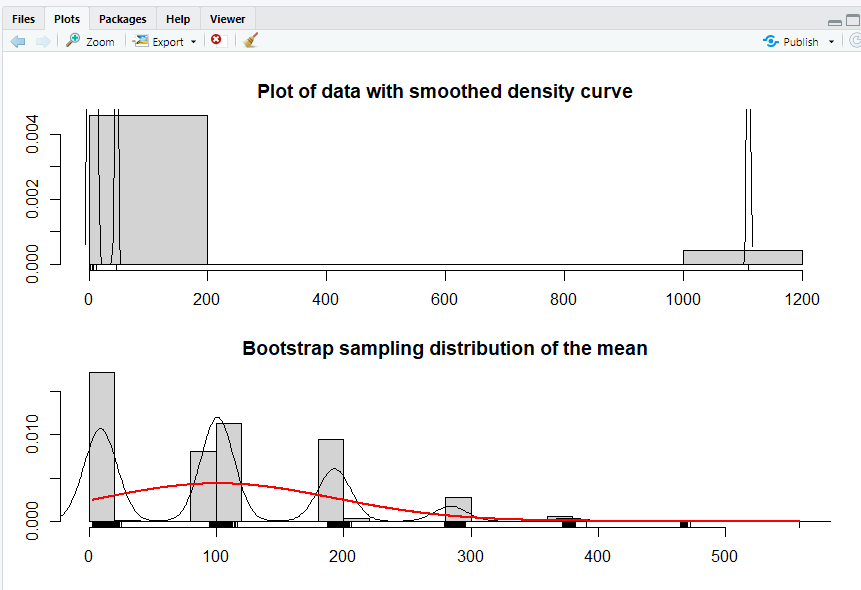 Files Plots Packages Help Viewer
Zoom Export Publish
Plot of data with smoothed density curve
0.004
0.002
0.000
0 200 400 600 800 1000 1200
Bootstrap sampling distribution of the mean
0.010
0.000
0 100 200 300 400 500